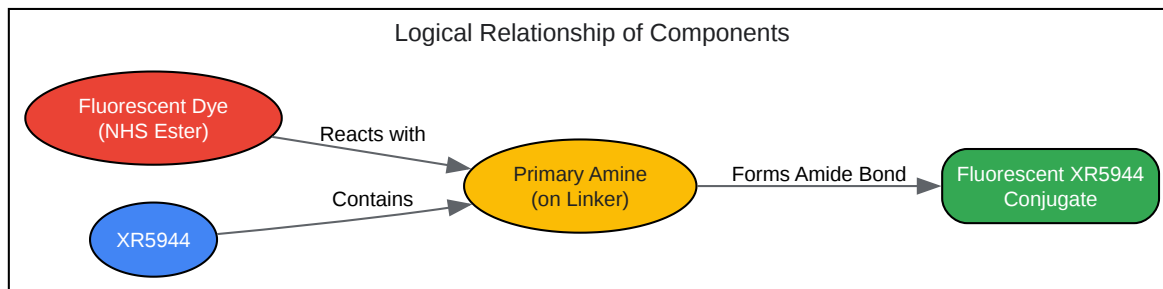 Logical Relationship of Components
Fluorescent Dye
(NHS Ester)
Reacts with
XR5944
Contains
Primary Amine
(on Linker)
Forms Amide Bond
Fluorescent XR5944
Conjugate